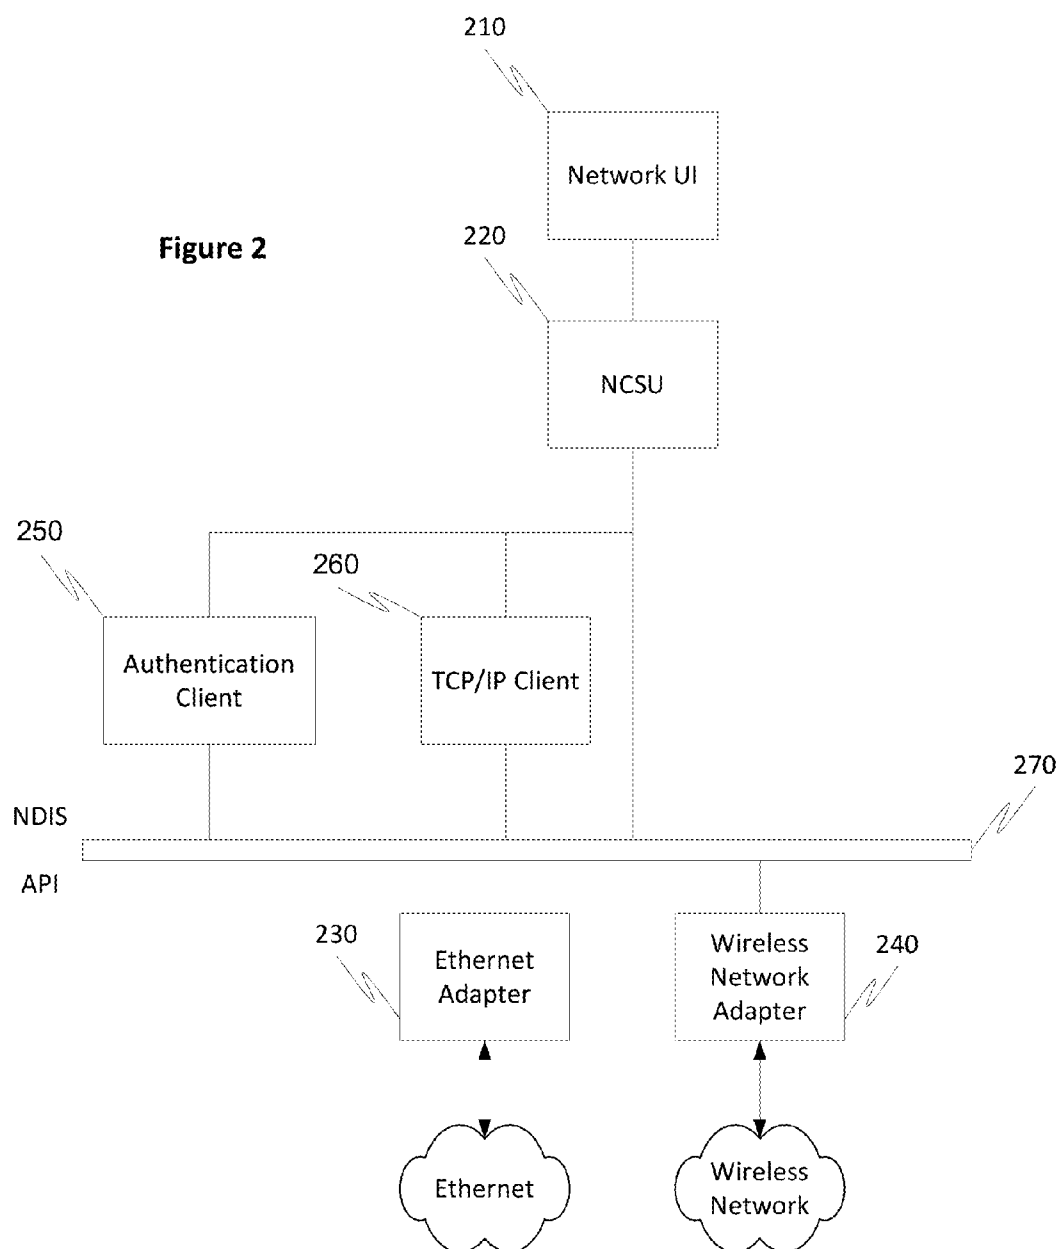 210
Network UI
Figure 2
220
NCSU
250
260
Authentication
Client
TCP/IP Client
270
NDIS
API
230
Ethernet
Adapter
Wireless
Network
Adapter
240
Ethernet
Wireless
Network